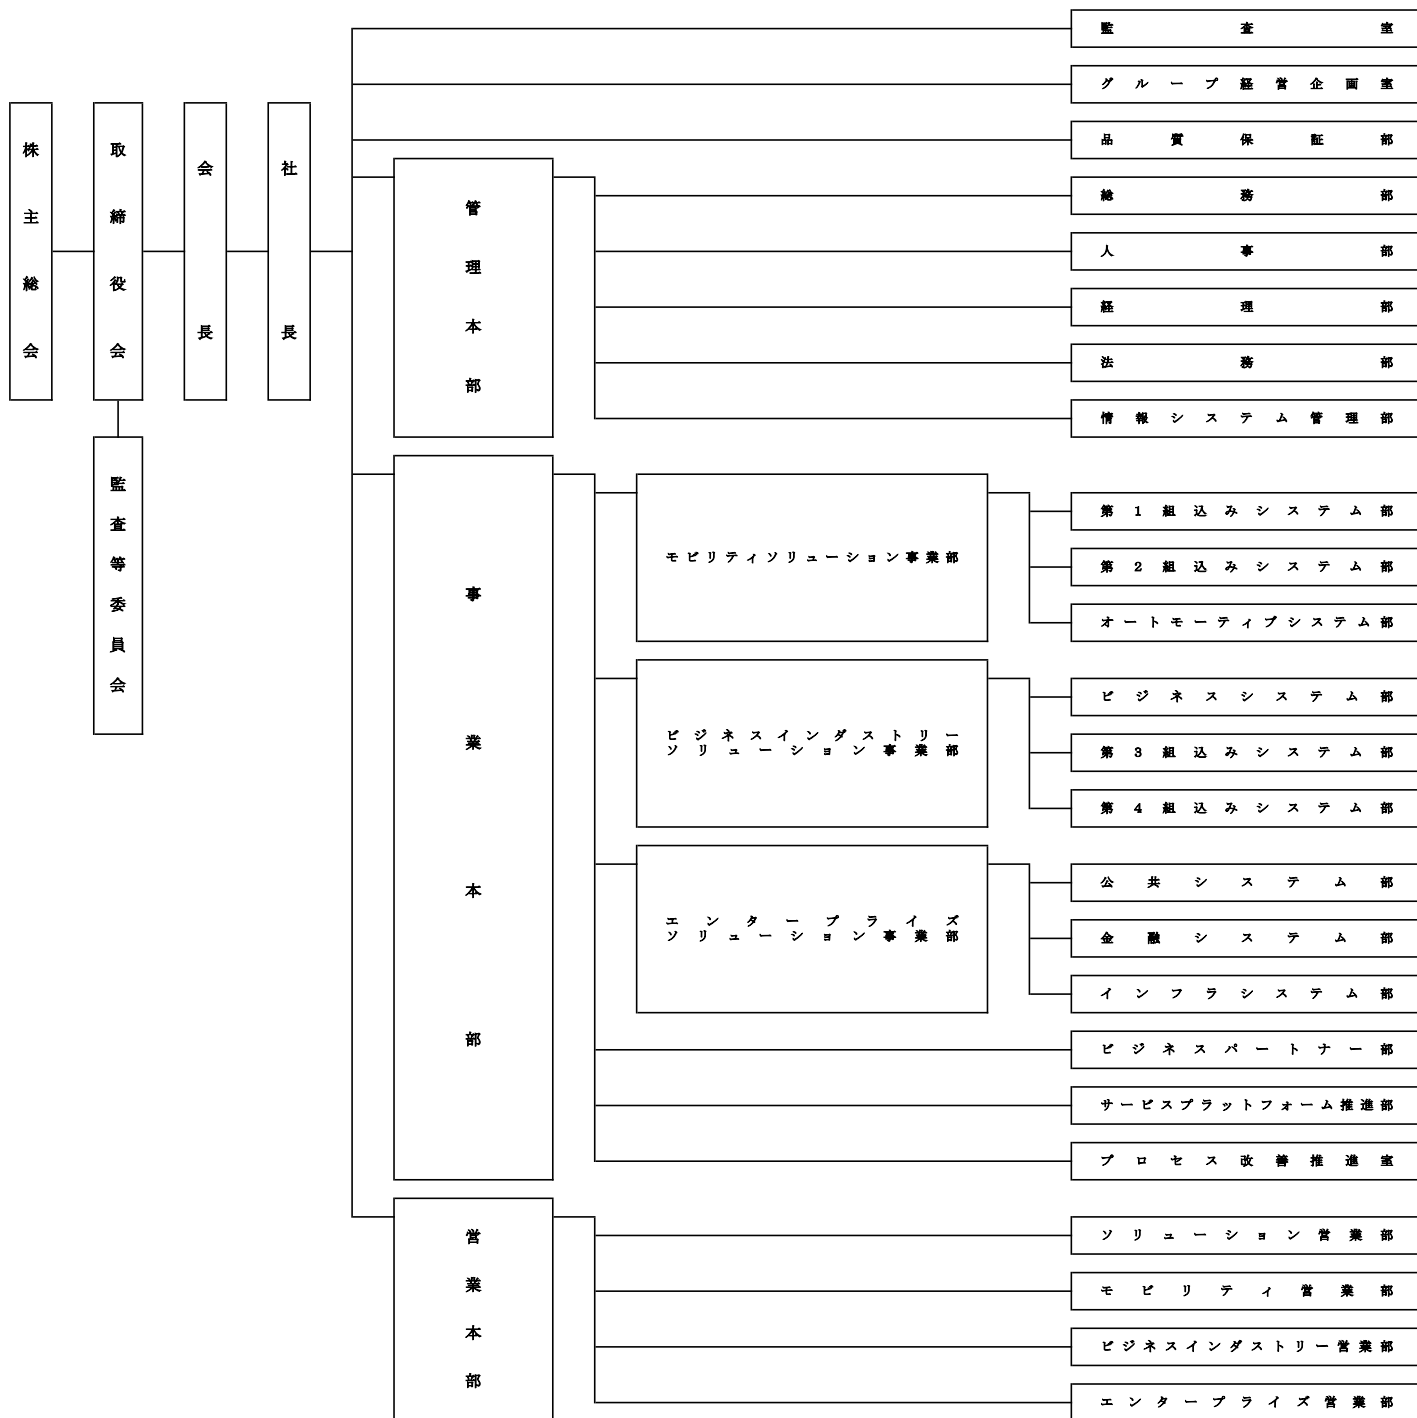 株主総会
取締役会
監査等委員会
会長
社長
監査室
グループ経営企画室
品質保証部
管理本部
総務部
人事部
経理部
法務部
情報システム管理部
事業本部
モビリティソリューション事業部
第1組込みシステム部
第2組込みシステム部
オートモーティブシステム部
ビジネスインダストリー
ソリューション事業部
ビジネスシステム部
第3組込みシステム部
第4組込みシステム部
エンタープライズ
ソリューション事業部
公共システム部
金融システム部
インフラシステム部
ビジネスパートナー部
サービスプラットフォーム推進部
プロセス改善推進室
営業本部
ソリューション営業部
モビリティ営業部
ビジネスインダストリー営業部
エンタープライズ営業部